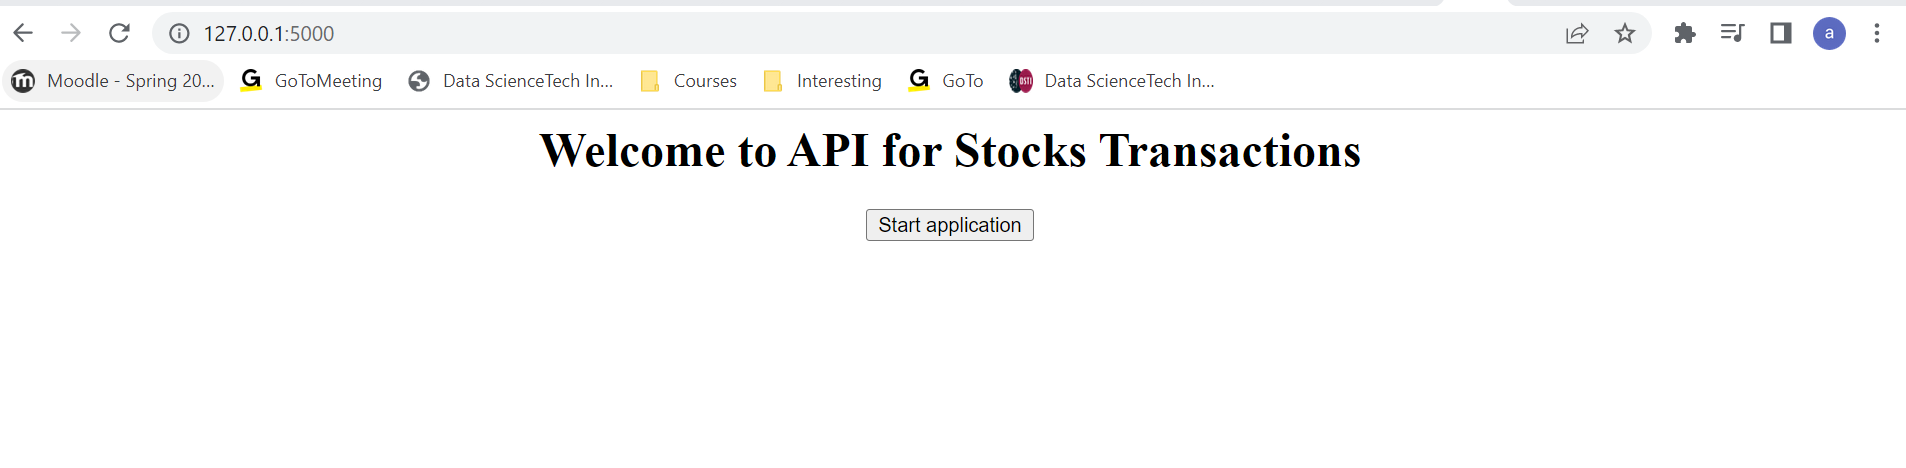 127.0.0.1:5000
a
Moodle - Spring 20... GoToMeeting Data ScienceTech In... Courses Interesting GoTo DSTI Data ScienceTech In...
Welcome to API for Stocks Transactions
Start application